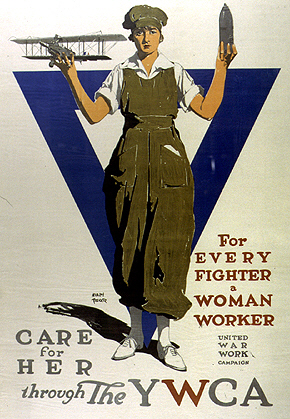 For
EVERY
FIGHTER
a
WOMAN
WORKER
UNITED
WAR
WORK
CAMPAIGN
CARE
for
HER
through The YWCA